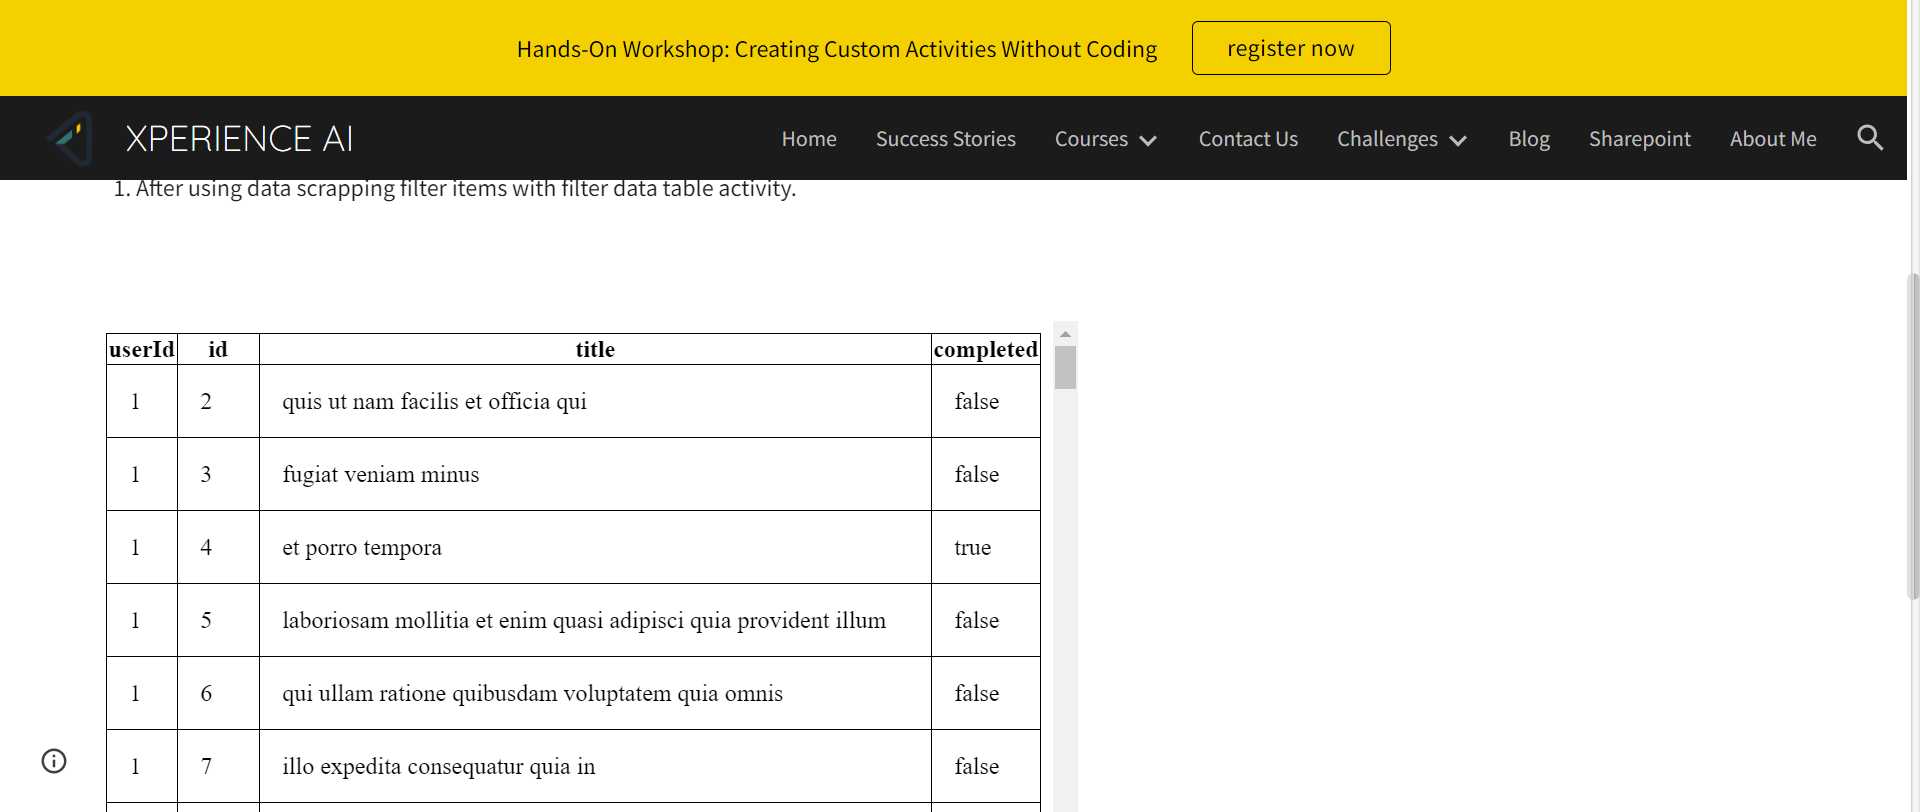 Hands-On Workshop: Creating Custom Activities Without Coding register now
XPERIENCE AI Home Success Stories Courses Contact Us Challenges Blog Sharepoint About Me
1. After using data scrapping filter items with filter data table activity.
userId id title completed
1 2 quis ut nam facilis et officia qui false
1 3 fugiat veniam minus false
1 4 et porro tempora true
1 5 laboriosam mollitia et enim quasi adipisci quia provident illum false
1 6 qui ullam ratione quibusdam voluptatem quia omnis false
1 7 illo expedita consequatur quia in false